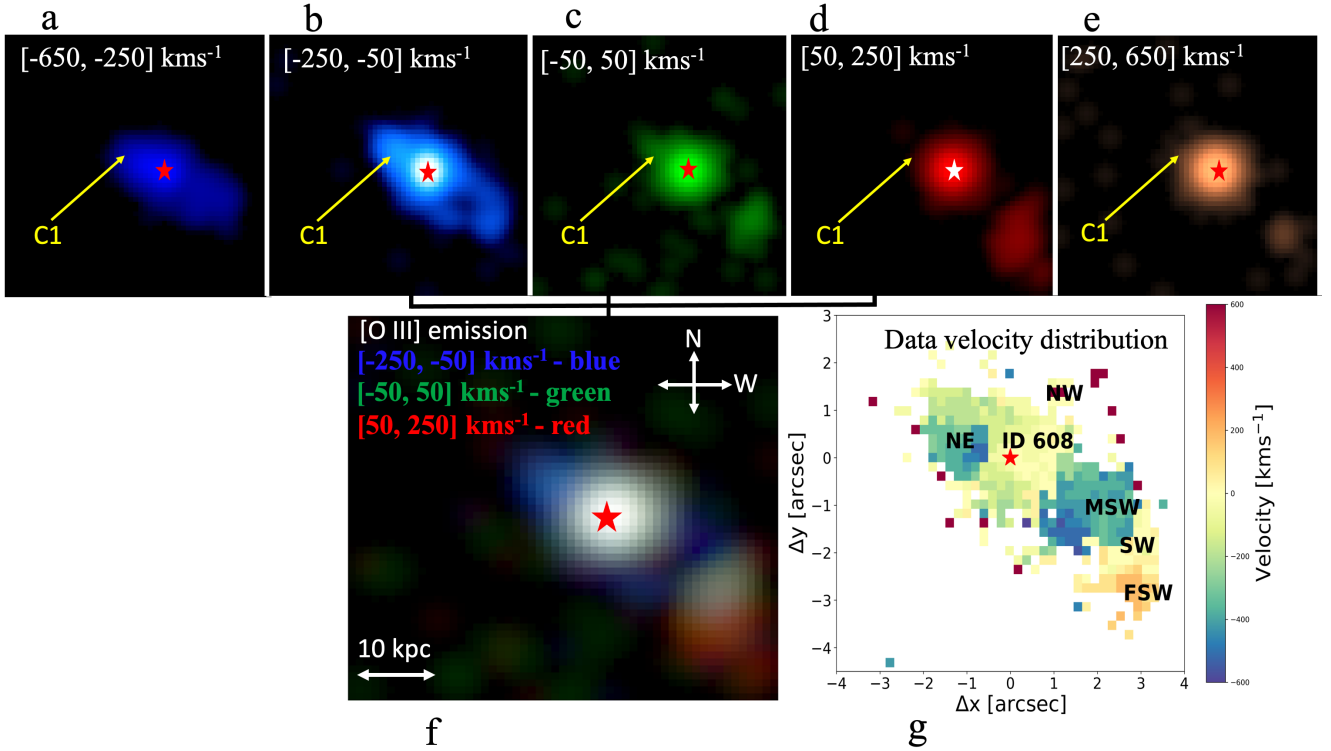 a
b
c
d
e
[-650, -250] kms⁻¹
[-250, -50] kms⁻¹
[-50, 50] kms⁻¹
[50, 250] kms⁻¹
[250, 650] kms⁻¹
C1
C1
C1
C1
C1
[O III] emission
[-250, -50] kms⁻¹ - blue
[-50, 50] kms⁻¹ - green
[50, 250] kms⁻¹ - red
N
W
10 kpc
f
Data velocity distribution
NW
NE
ID 608
MSW
SW
FSW
3
2
1
0
−1
−2
−3
−4
Δy [arcsec]
−4
−3
−2
−1
0
1
2
3
4
Δx [arcsec]
600
400
200
0
−200
−400
−600
Velocity [kms⁻¹]
g